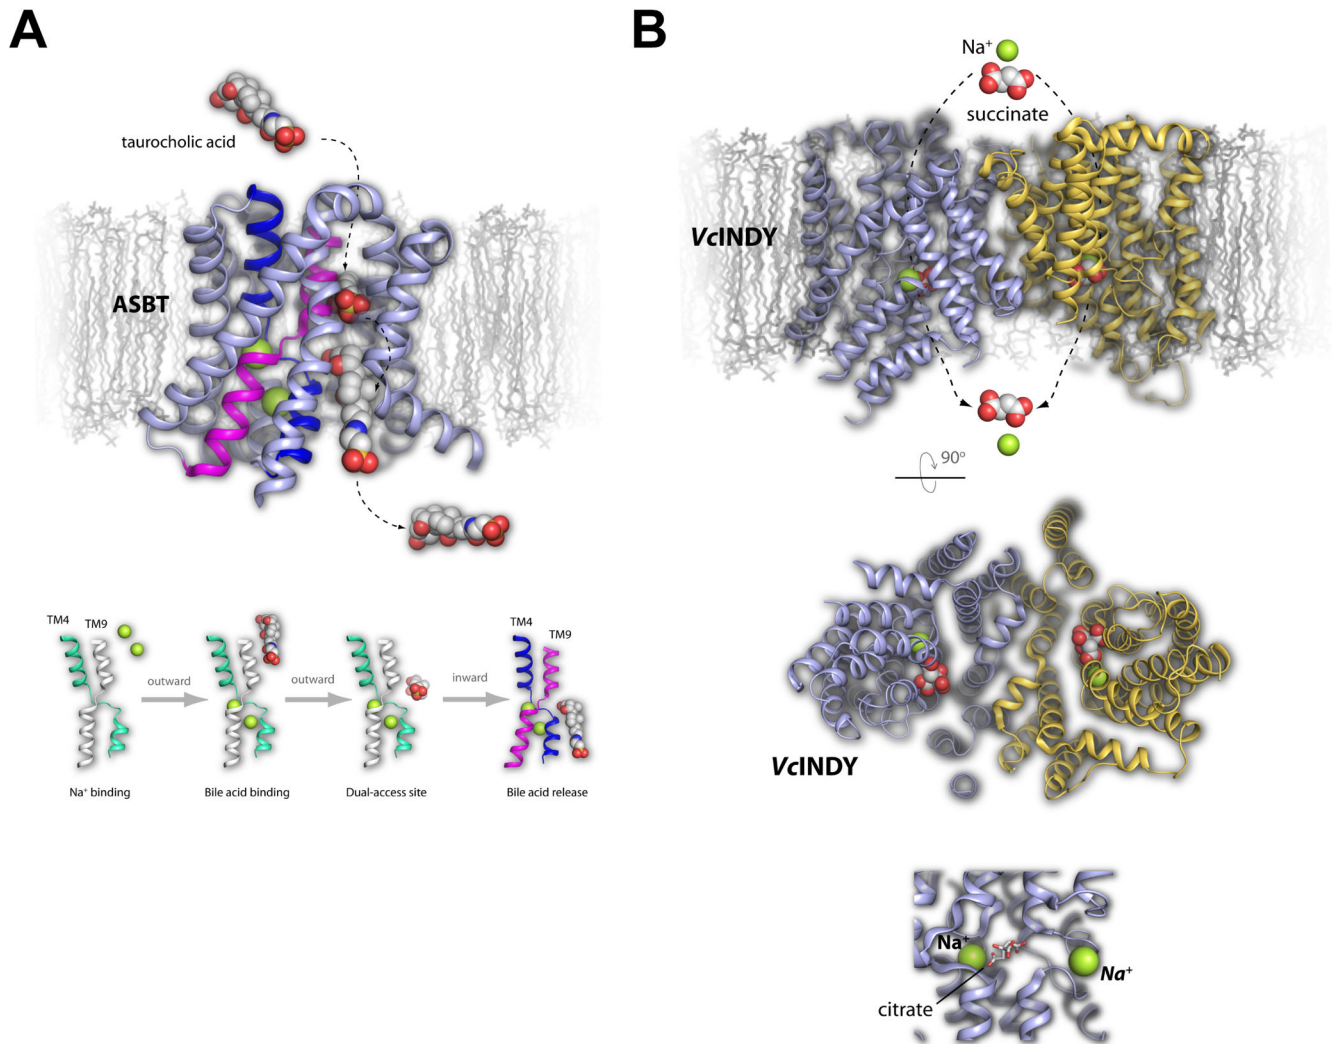 A
taurocholic acid
ASBT
TM4
TM9
outward
outward
inward
TM4
TM9
Na⁺ binding
Bile acid binding
Dual-access site
Bile acid release
B
Na⁺
succinate
VcINDY
90°
VcINDY
Na⁺
Na⁺
citrate